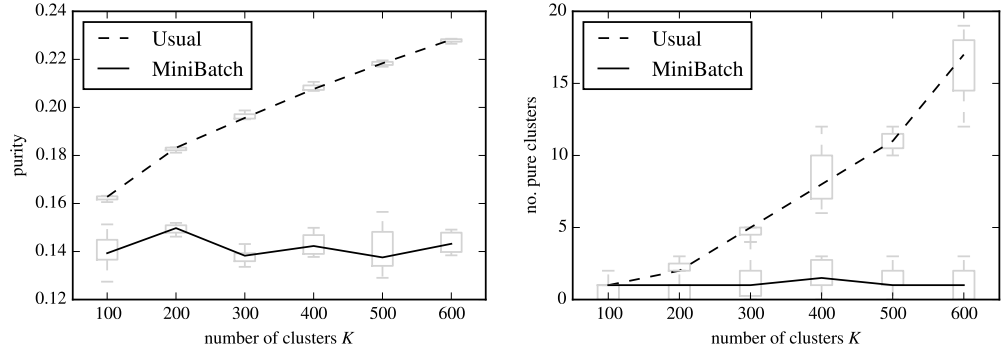 0.24
0.22
0.20
0.18
0.16
0.14
0.12
purity
Usual
MiniBatch
100 200 300 400 500 600
number of clusters K
20
15
10
5
0
no. pure clusters
Usual
MiniBatch
100 200 300 400 500 600
number of clusters K